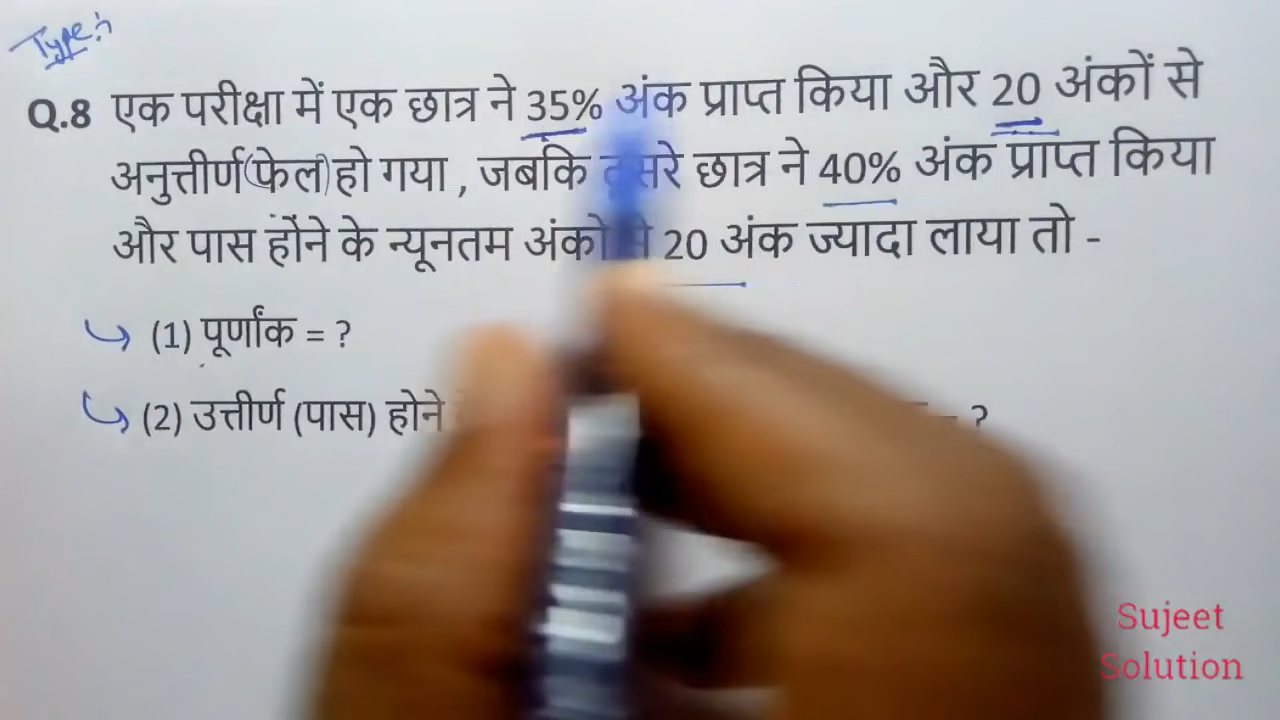 Type:-
Q.8 एक परीक्षा में एक छात्र ने 35% अंक प्राप्त किया और 20 अंकों से
अनुत्तीर्ण(फेल)हो गया , जबकि दुसरे छात्र ने 40% अंक प्राप्त किया
और पास होंने के न्यूनतम अंको से 20 अंक ज्यादा लाया तो -
(1) पूर्णांक = ?
(2) उत्तीर्ण (पास) होने ?
Sujeet
Solution